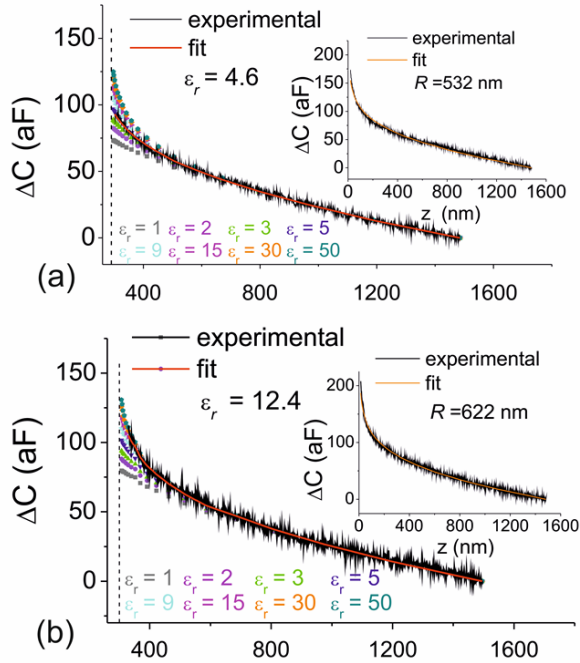 experimental
fit
εr = 4.6
ΔC (aF)
150
100
50
0
400 800 1200 1600
εr = 1 εr = 2 εr = 3 εr = 5
εr = 9 εr = 15 εr = 30 εr = 50
(a)
experimental
fit
R =532 nm
ΔC (aF)
200
150
100
50
0
0 400 800 1200 1600
z (nm)
experimental
fit
εr = 12.4
ΔC (aF)
150
100
50
0
400 800 1200 1600
εr = 1 εr = 2 εr = 3 εr = 5
εr = 9 εr = 15 εr = 30 εr = 50
(b)
experimental
fit
R =622 nm
ΔC (aF)
200
100
0
0 400 800 1200 1600
z (nm)